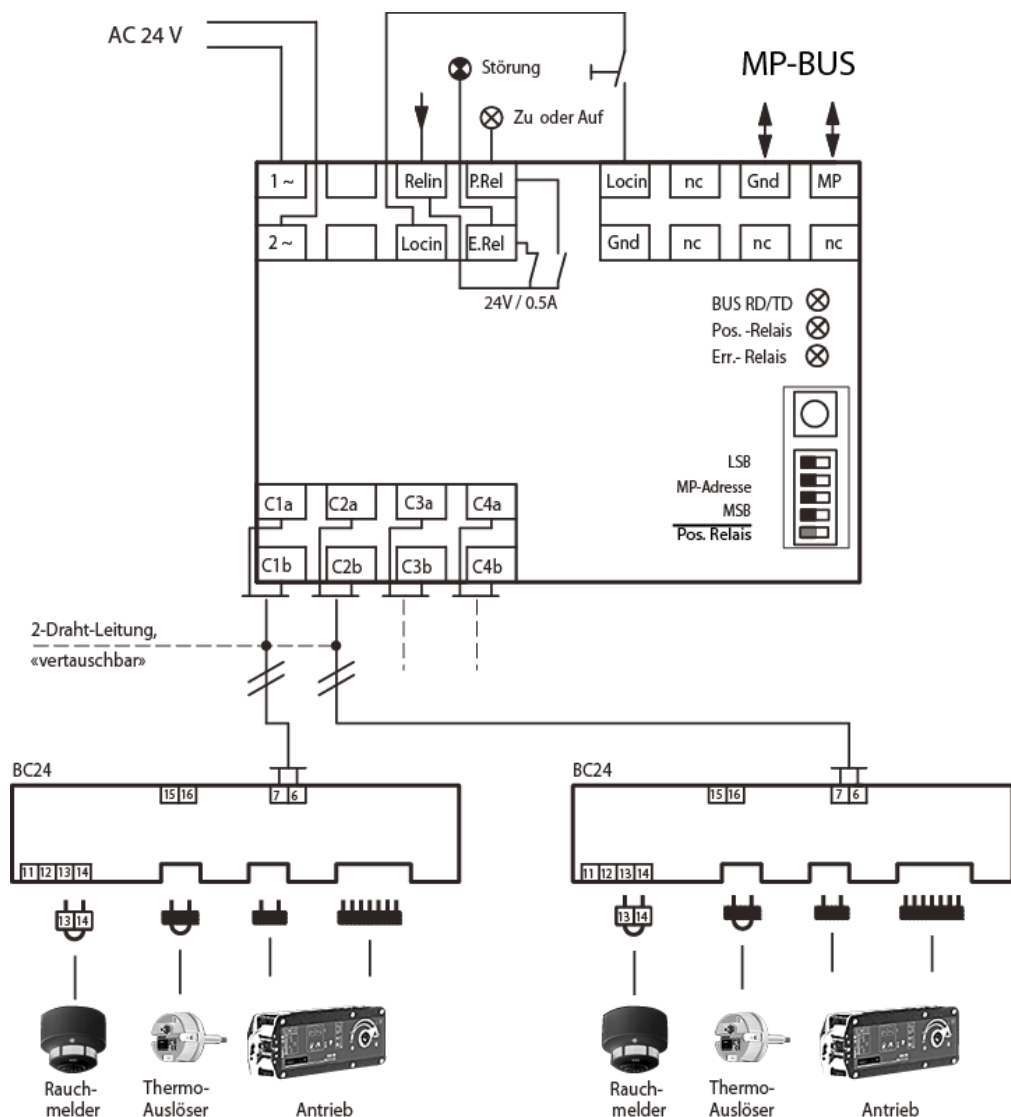 AC 24 V
Störung
MP-BUS
Zu oder Auf
1 ~
Relin
P.Rel
Locin
nc
Gnd
MP
2 ~
Locin
E.Rel
Gnd
nc
nc
nc
24V / 0.5A
BUS RD/TD
Pos. -Relais
Err.- Relais
LSB
MP-Adresse
MSB
Pos. Relais
C1a
C2a
C3a
C4a
C1b
C2b
C3b
C4b
2-Draht-Leitung,
«vertauschbar»
BC24
15 16
7 6
11 12 13 14
13 14
Rauch-
melder
Thermo-
Auslöser
Antrieb
BC24
15 16
7 6
11 12 13 14
13 14
Rauch-
melder
Thermo-
Auslöser
Antrieb